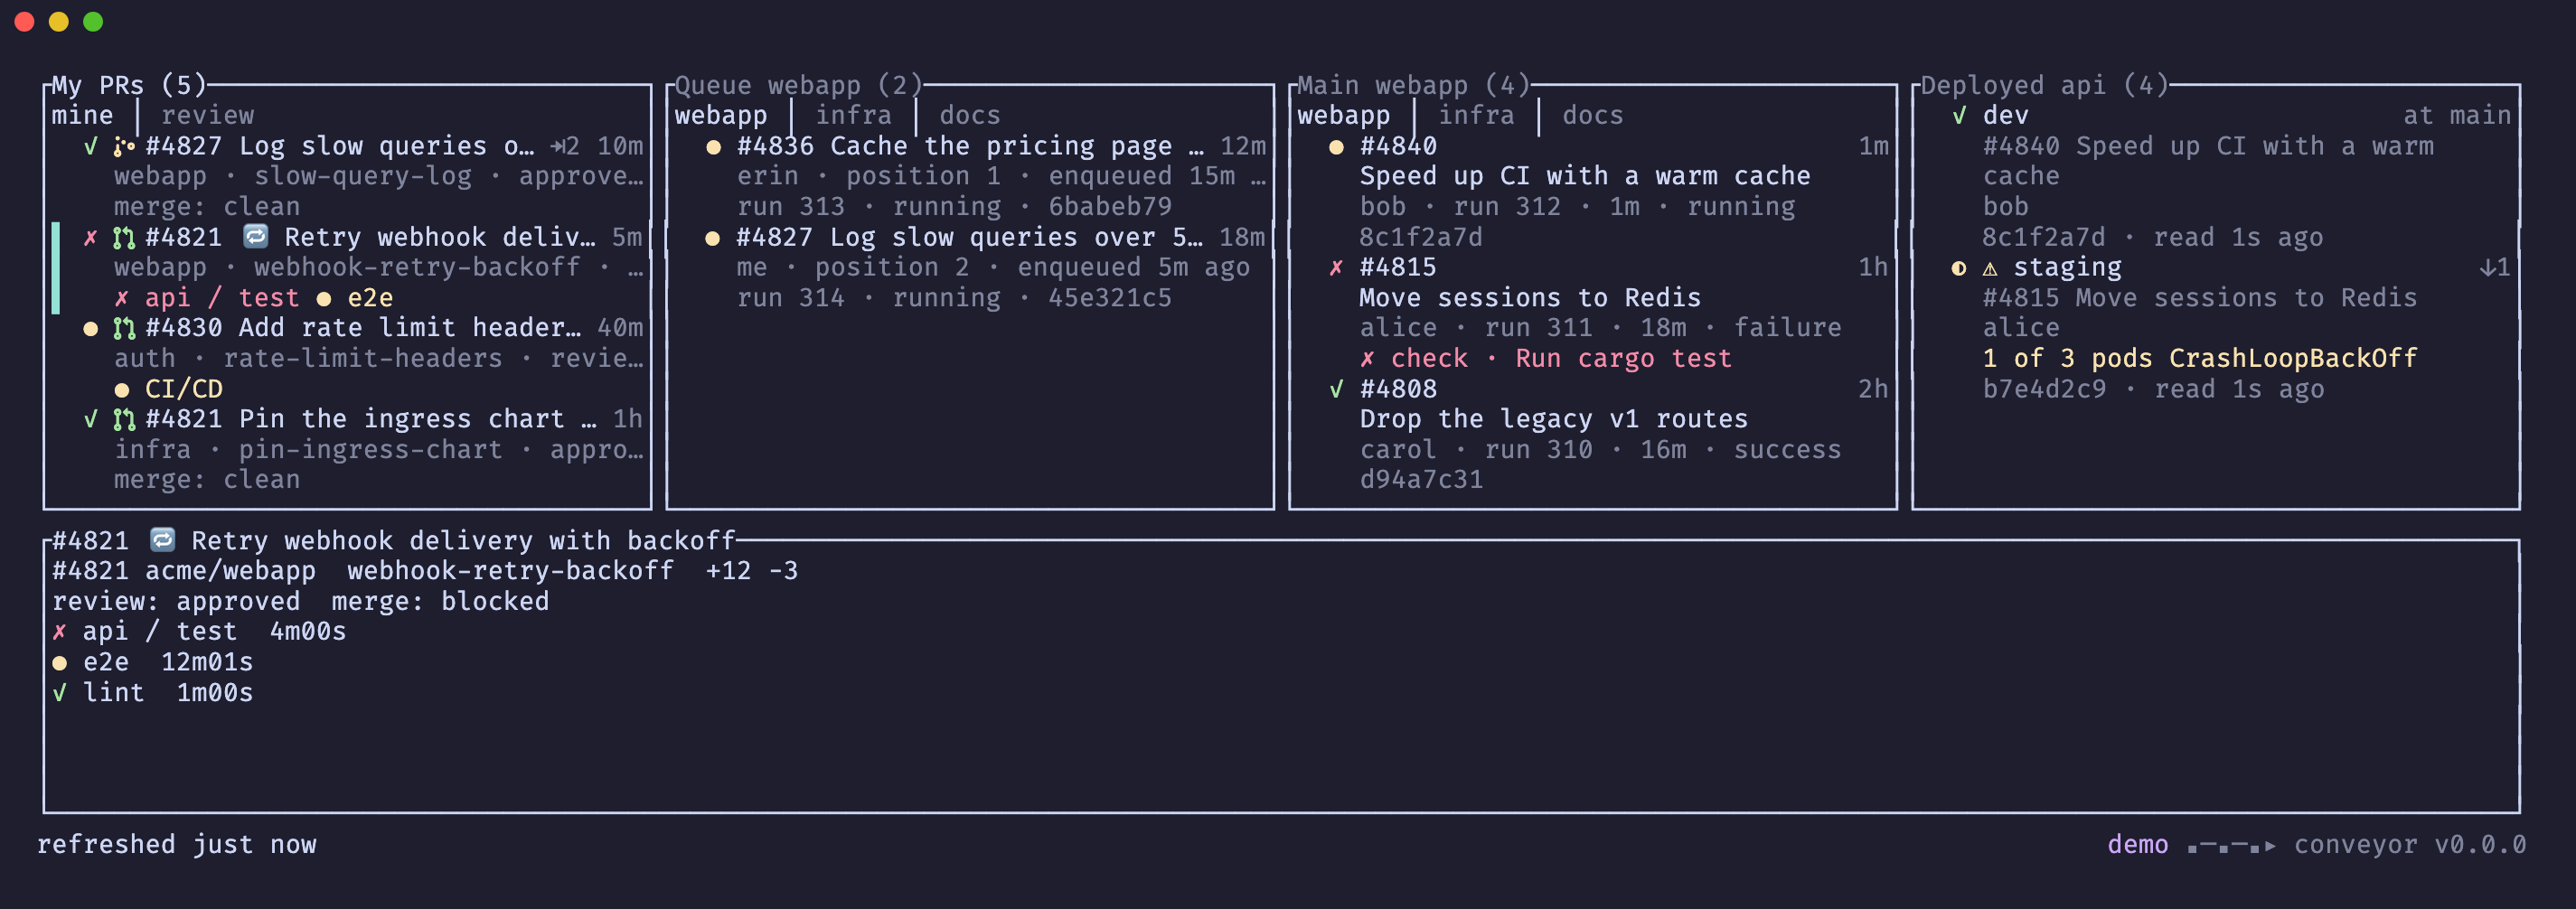 My PRs (5)
mine │ review
✓ #4827 Log slow queries o… ⇥2 10m
webapp · slow-query-log · approve…
merge: clean
✗ #4821 🔁 Retry webhook deliv… 5m
webapp · webhook-retry-backoff · …
✗ api / test ● e2e
● #4830 Add rate limit header… 40m
auth · rate-limit-headers · revie…
● CI/CD
✓ #4821 Pin the ingress chart … 1h
infra · pin-ingress-chart · appro…
merge: clean
Queue webapp (2)
webapp │ infra │ docs
● #4836 Cache the pricing page … 12m
erin · position 1 · enqueued 15m …
run 313 · running · 6babeb79
● #4827 Log slow queries over 5… 18m
me · position 2 · enqueued 5m ago
run 314 · running · 45e321c5
Main webapp (4)
webapp │ infra │ docs
● #4840 1m
Speed up CI with a warm cache
bob · run 312 · 1m · running
8c1f2a7d
✗ #4815 1h
Move sessions to Redis
alice · run 311 · 18m · failure
✗ check · Run cargo test
✓ #4808 2h
Drop the legacy v1 routes
carol · run 310 · 16m · success
d94a7c31
Deployed api (4)
✓ dev at main
#4840 Speed up CI with a warm
cache
bob
8c1f2a7d · read 1s ago
◐ ⚠ staging ↓1
#4815 Move sessions to Redis
alice
1 of 3 pods CrashLoopBackOff
b7e4d2c9 · read 1s ago
#4821 🔁 Retry webhook delivery with backoff
#4821 acme/webapp webhook-retry-backoff +12 -3
review: approved merge: blocked
✗ api / test 4m00s
● e2e 12m01s
✓ lint 1m00s
refreshed just now
demo ▪─▪─▪▸ conveyor v0.0.0